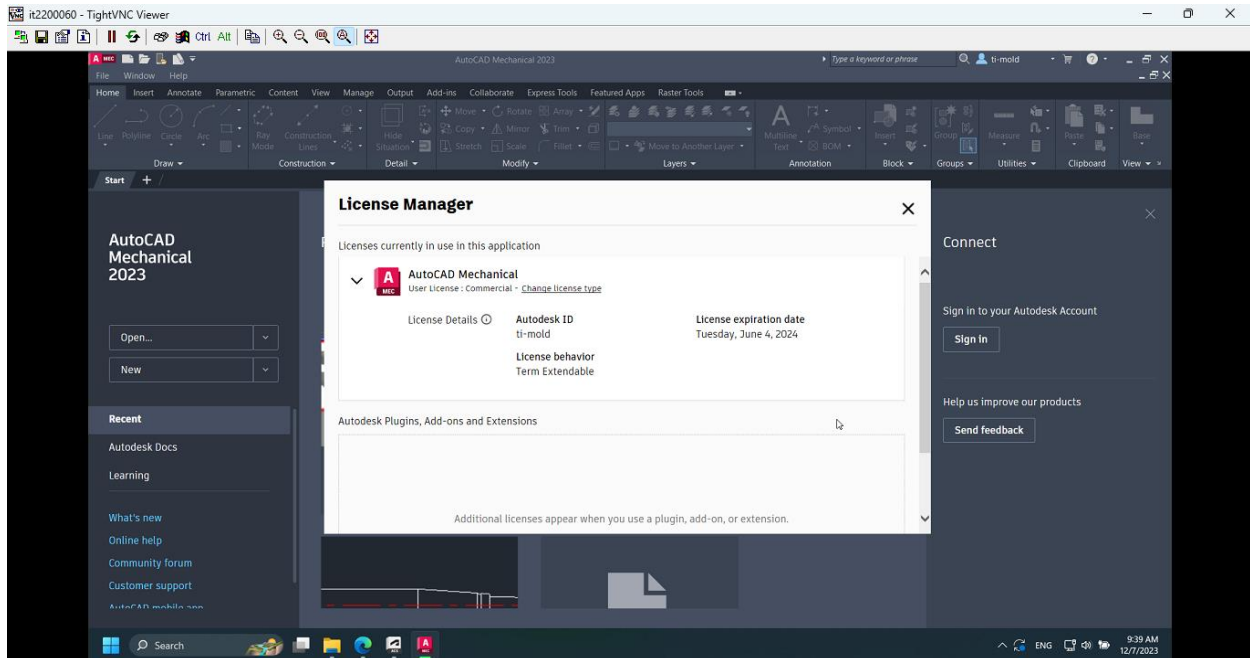 it2200060 - TightVNC Viewer
Ctrl Alt
AutoCAD Mechanical 2023
Type a keyword or phrase
ti-mold
File Window Help
Home Insert Annotate Parametric Content View Manage Output Add-ins Collaborate Express Tools Featured Apps Raster Tools
Move Rotate Array
Symbol
Line Polyline Circle Arc Ray Construction Hide Copy Mirror Trim Multiline Insert Group Measure Paste Base
Mode Lines Situation Stretch Scale Fillet Move to Another Layer Text BOM
Draw Construction Detail Modify Layers Annotation Block Groups Utilities Clipboard View
Start +
License Manager
AutoCAD
Mechanical
2023
Licenses currently in use in this application
Connect
A
MEC
AutoCAD Mechanical
User License : Commercial - Change license type
License Details
Autodesk ID
ti-mold
License expiration date
Tuesday, June 4, 2024
License behavior
Term Extendable
Sign in to your Autodesk Account
Sign in
Open...
New
Help us improve our products
Send feedback
Recent
Autodesk Plugins, Add-ons and Extensions
Autodesk Docs
Learning
Additional licenses appear when you use a plugin, add-on, or extension.
What's new
Online help
Community forum
Customer support
AutoCAD mobile app
Search
ENG
9:39 AM
12/7/2023